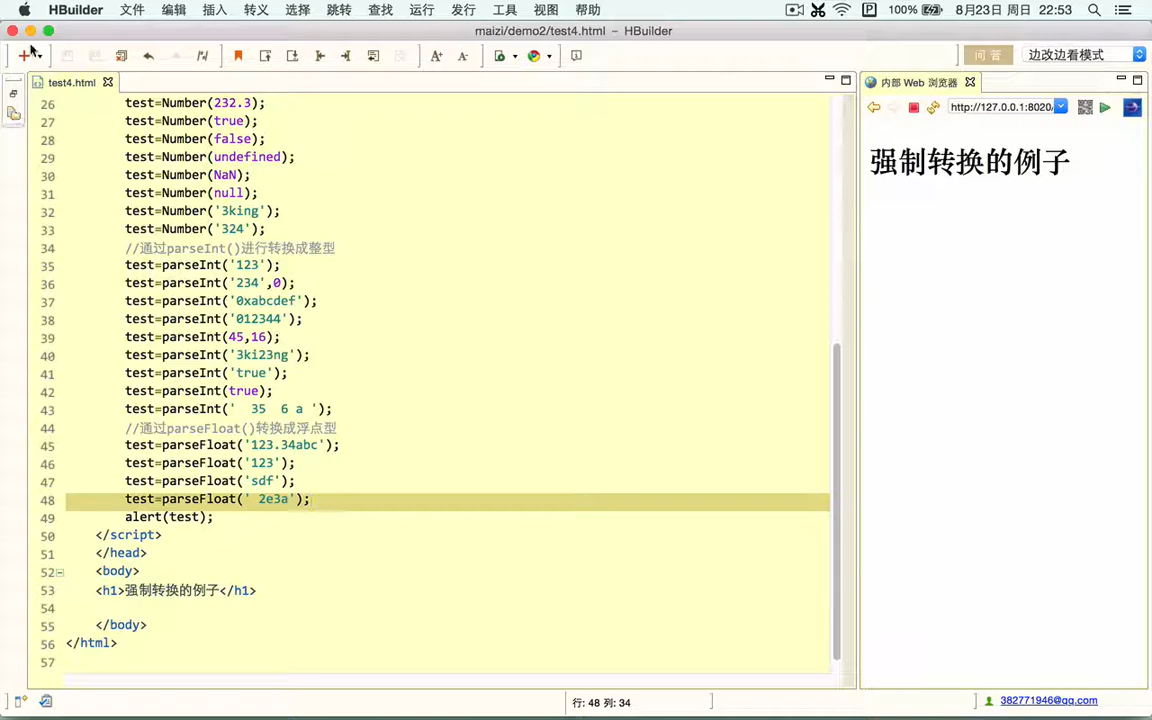 HBuilder 文件 编辑 插入 转义 选择 跳转 查找 运行 发行 工具 视图 帮助 100% 8月23日 周日 22:53
maizi/demo2/test4.html – HBuilder
问答 边改边看模式
test4.html
内部 Web 浏览器
http://127.0.0.1:8020/
强制转换的例子
26 test=Number(232.3);
27 test=Number(true);
28 test=Number(false);
29 test=Number(undefined);
30 test=Number(NaN);
31 test=Number(null);
32 test=Number('3king');
33 test=Number('324');
34 //通过parseInt()进行转换成整型
35 test=parseInt('123');
36 test=parseInt('234',0);
37 test=parseInt('0xabcdef');
38 test=parseInt('012344');
39 test=parseInt(45,16);
40 test=parseInt('3ki23ng');
41 test=parseInt('true');
42 test=parseInt(true);
43 test=parseInt('  35  6 a ');
44 //通过parseFloat()转换成浮点型
45 test=parseFloat('123.34abc');
46 test=parseFloat('123');
47 test=parseFloat('sdf');
48 test=parseFloat(' 2e3a');
49 alert(test);
50 </script>
51 </head>
52 <body>
53 <h1>强制转换的例子</h1>
54
55 </body>
56 </html>
57
行: 48 列: 34
382771946@qq.com